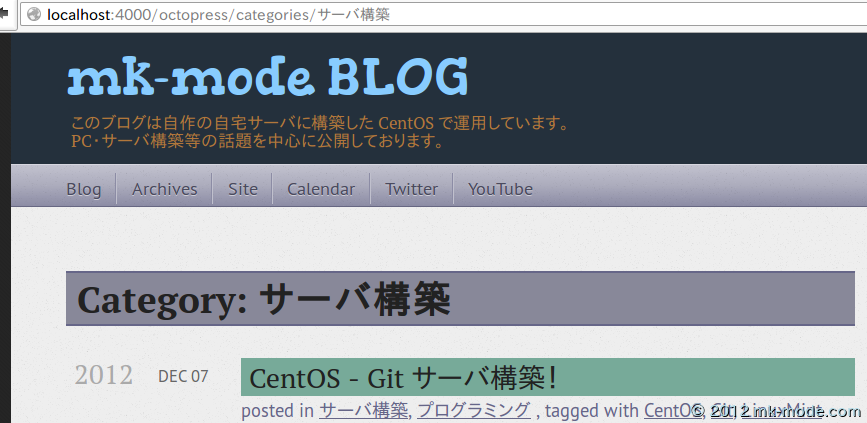 localhost:4000/octopress/categories/サーバ構築
mk-mode BLOG
このブログは自作の自宅サーバに構築した CentOS で運用しています。
PC・サーバ構築等の話題を中心に公開しております。
Blog Archives Site Calendar Twitter YouTube
Category: サーバ構築
2012 DEC 07 CentOS - Git サーバ構築！
posted in サーバ構築, プログラミング , tagged with CentOS,
© 2012 mk-mode.com